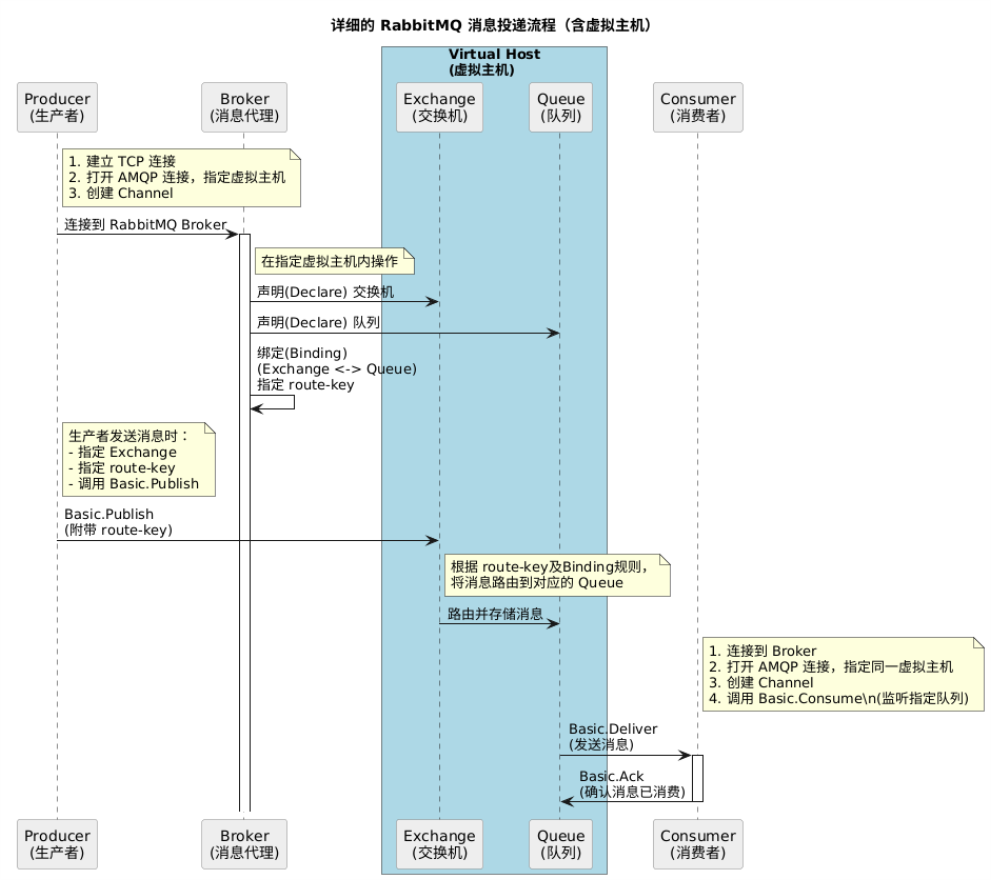 详细的 RabbitMQ 消息投递流程（含虚拟主机）
Virtual Host
(虚拟主机)
Producer
(生产者)
Broker
(消息代理)
Exchange
(交换机)
Queue
(队列)
Consumer
(消费者)
1. 建立 TCP 连接
2. 打开 AMQP 连接，指定虚拟主机
3. 创建 Channel
连接到 RabbitMQ Broker
在指定虚拟主机内操作
声明(Declare) 交换机
声明(Declare) 队列
绑定(Binding)
(Exchange <-> Queue)
指定 route-key
生产者发送消息时：
- 指定 Exchange
- 指定 route-key
- 调用 Basic.Publish
Basic.Publish
(附带 route-key)
根据 route-key及Binding规则，
将消息路由到对应的 Queue
路由并存储消息
1. 连接到 Broker
2. 打开 AMQP 连接，指定同一虚拟主机
3. 创建 Channel
4. 调用 Basic.Consume\n(监听指定队列)
Basic.Deliver
(发送消息)
Basic.Ack
(确认消息已消费)
Producer
(生产者)
Broker
(消息代理)
Exchange
(交换机)
Queue
(队列)
Consumer
(消费者)